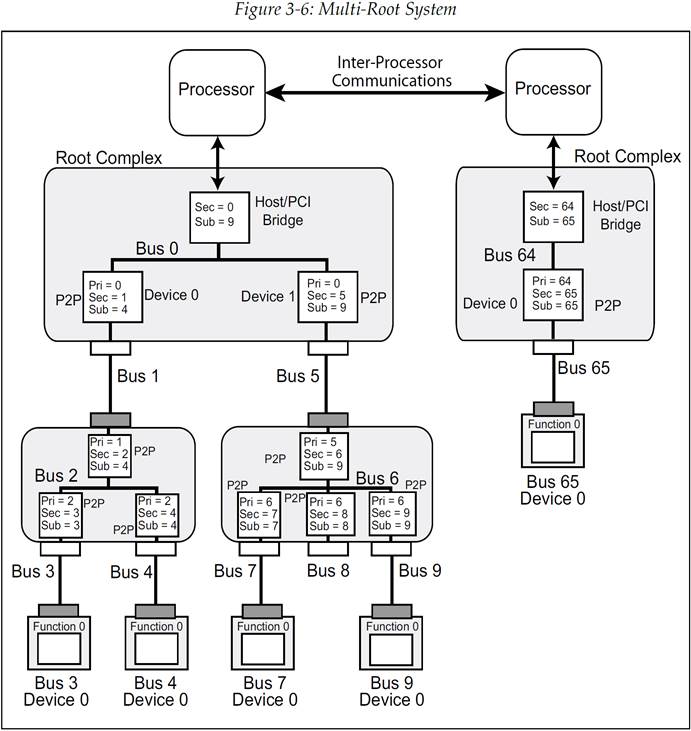 Figure 3-6: Multi-Root System
Inter-Processor
Communications
Processor
Processor
Root Complex
Root Complex
Sec = 0
Sub = 9
Host/PCI
Bridge
Sec = 64
Sub = 65
Host/PCI
Bridge
Bus 0
Bus 64
P2P
Pri = 0
Sec = 1
Sub = 4
Device 0
Device 1
Pri = 0
Sec = 5
Sub = 9
P2P
Device 0
Pri = 64
Sec = 65
Sub = 65
P2P
Bus 1
Bus 5
Bus 65
Pri = 1
Sec = 2
Sub = 4
P2P
Bus 2
Pri = 2
Sec = 3
Sub = 3
P2P
P2P
Pri = 2
Sec = 4
Sub = 4
P2P
Pri = 5
Sec = 6
Sub = 9
Bus 6
P2P
Pri = 6
Sec = 7
Sub = 7
P2P
Pri = 6
Sec = 8
Sub = 8
P2P
Pri = 6
Sec = 9
Sub = 9
Function 0
Bus 65
Device 0
Bus 3
Bus 4
Bus 7
Bus 8
Bus 9
Function 0
Function 0
Function 0
Function 0
Bus 3
Device 0
Bus 4
Device 0
Bus 7
Device 0
Bus 9
Device 0